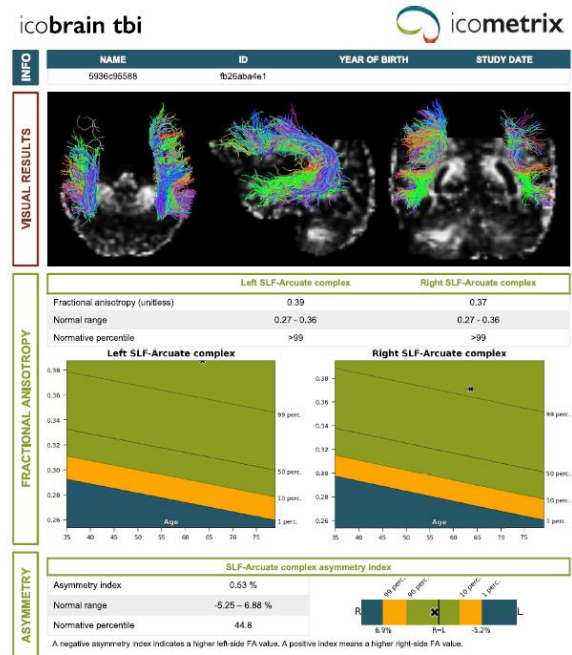 icobrain tbi
icometrix
INFO
NAME ID YEAR OF BIRTH STUDY DATE
5936c95588 fb26aba4e1
VISUAL RESULTS
FRACTIONAL ANISOTROPY
Left SLF-Arcuate complex Right SLF-Arcuate complex
Fractional anisotropy (unitless) 0.39 0.37
Normal range 0.27 - 0.36 0.27 - 0.36
Normative percentile >99 >99
Left SLF-Arcuate complex
0.38
0.36
0.34
0.32
0.30
0.28
0.26
99 perc.
50 perc.
10 perc.
1 perc.
Age
35 40 45 50 55 60 65 70 75
Right SLF-Arcuate complex
0.38
0.36
0.34
0.32
0.30
0.28
0.26
99 perc.
50 perc.
10 perc.
1 perc.
Age
35 40 45 50 55 60 65 70 75
ASYMMETRY
SLF-Arcuate complex asymmetry index
Asymmetry index 0.53 %
Normal range -5.25 – 6.88 %
Normative percentile 44.8
99 perc. 90 perc. 10 perc. 1 perc.
R L
6.9% R=L -5.2%
A negative asymmetry index indicates a higher left-side FA value. A positive index means a higher right-side FA value.